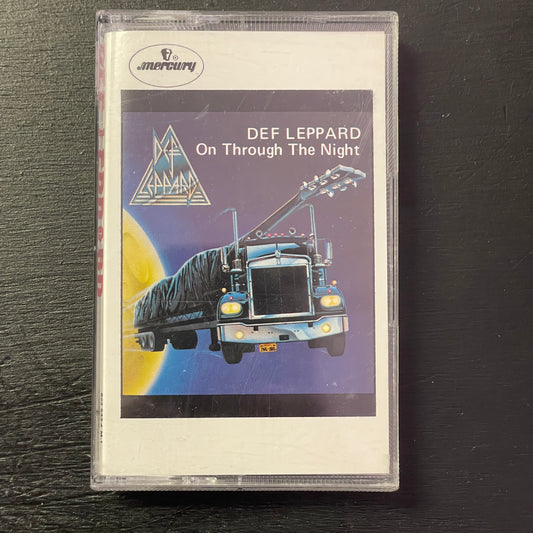 mercury
DEF LEPPARD
On Through The Night
DEF
LEPPARD